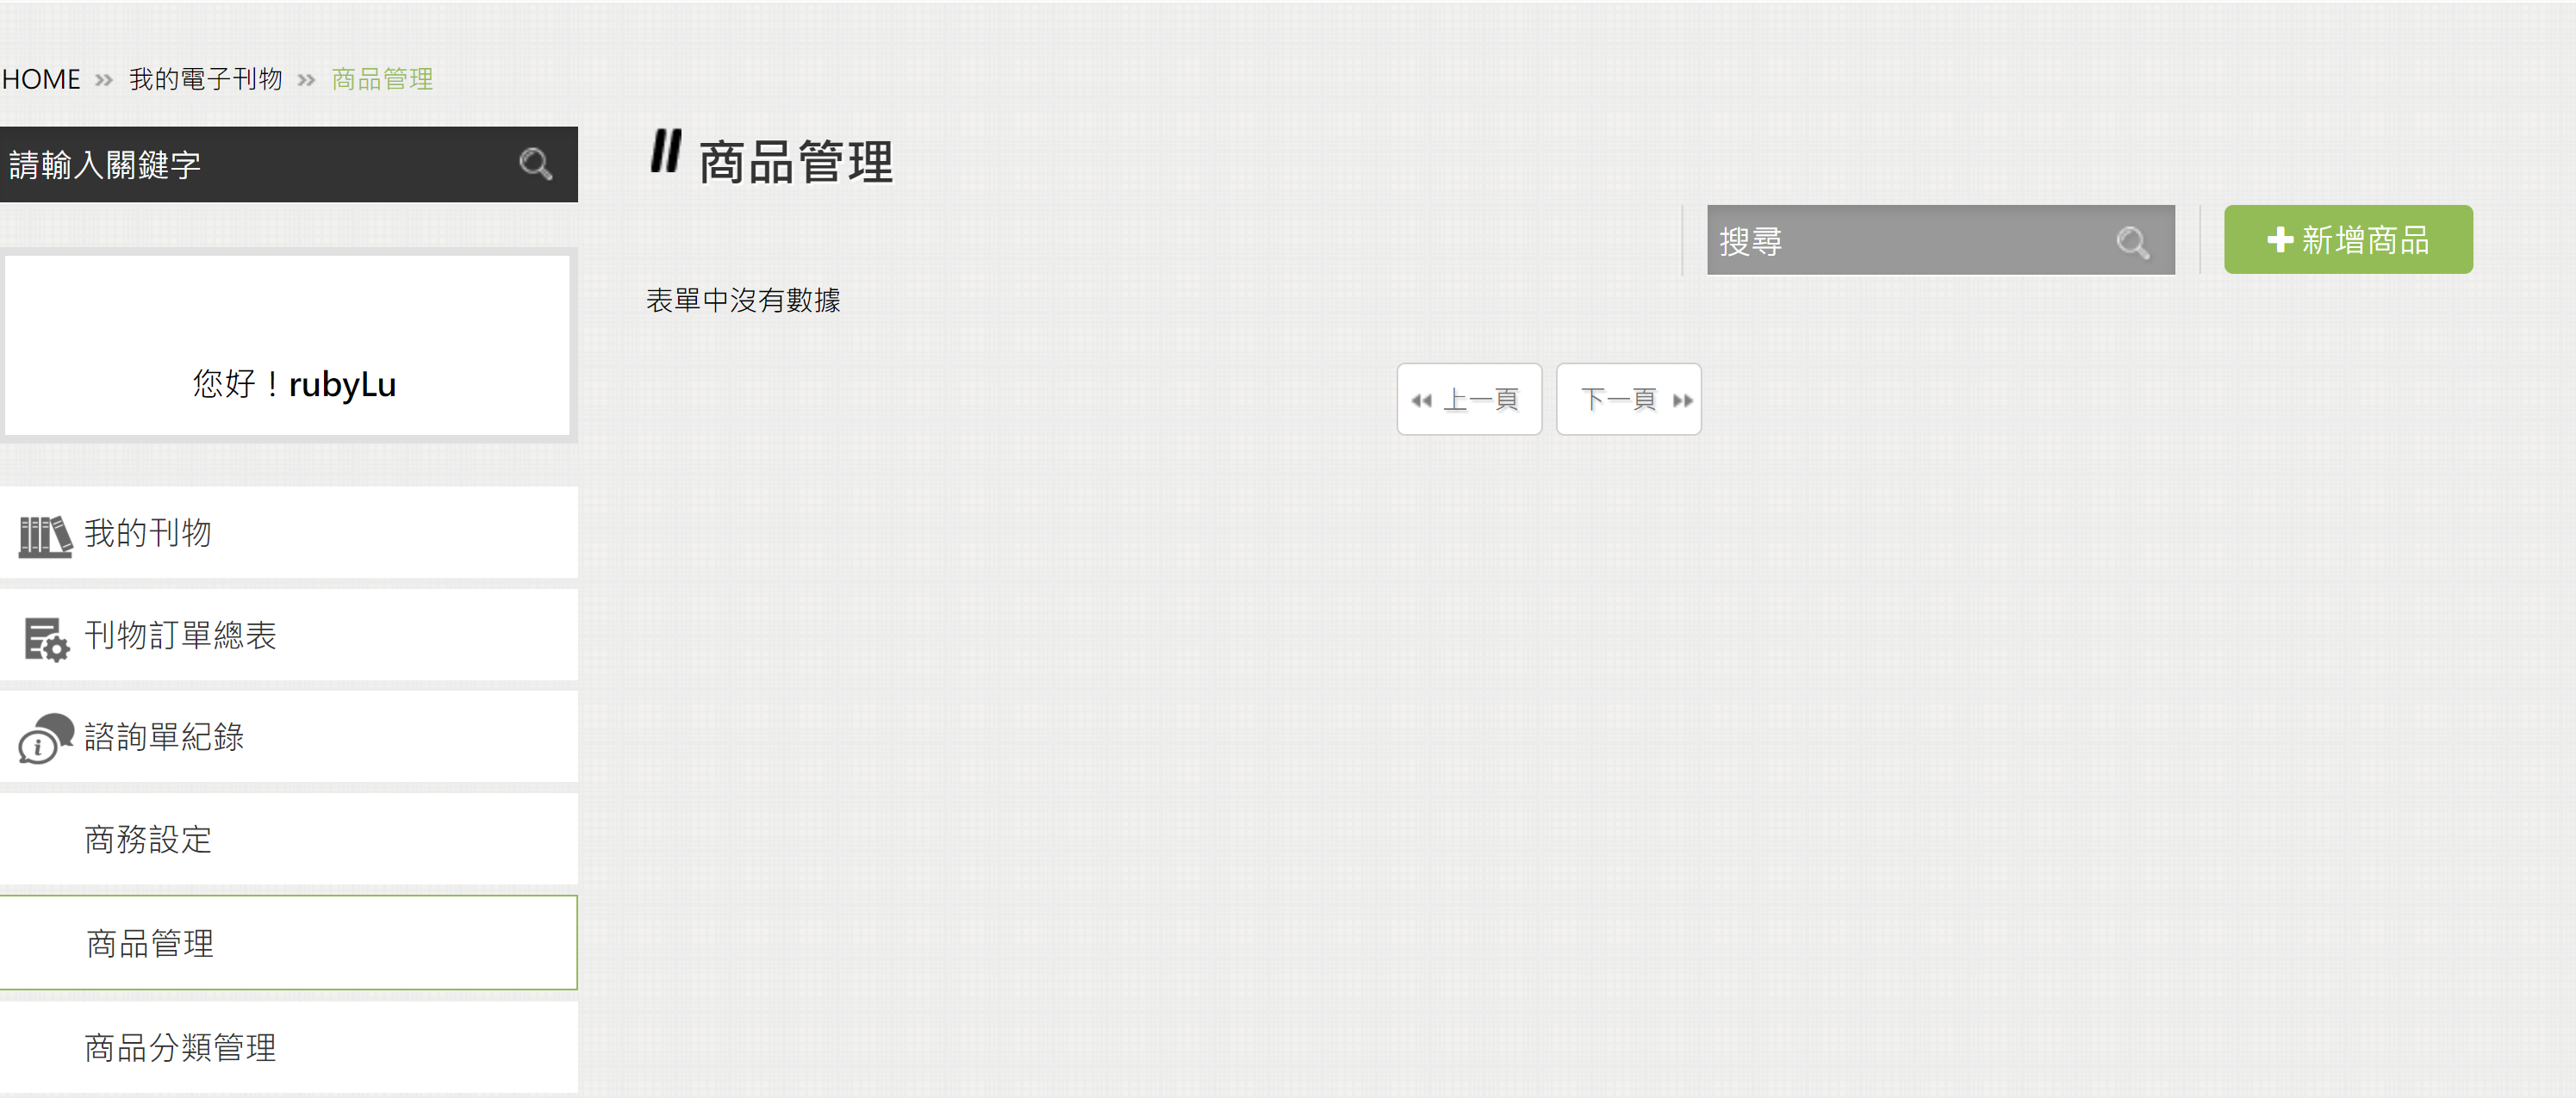 HOME » 我的電子刊物 » 商品管理
請輸入關鍵字
您好！rubyLu
我的刊物
刊物訂單總表
諮詢單紀錄
商務設定
商品管理
商品分類管理
商品管理
搜尋
新增商品
表單中沒有數據
上一頁
下一頁